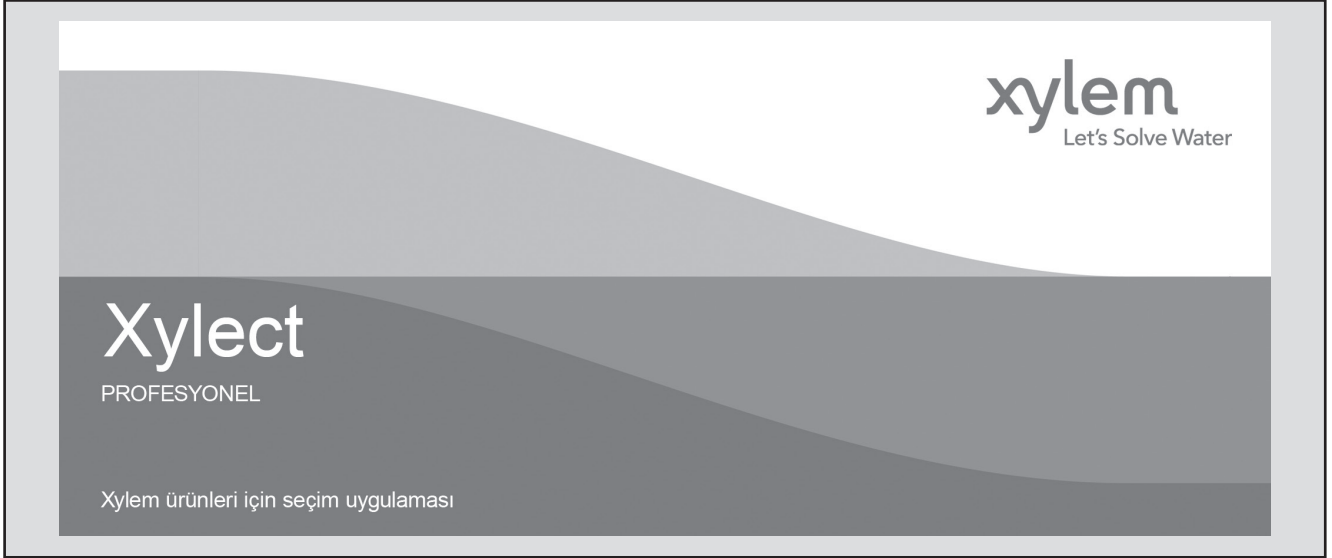 xylem
Let's Solve Water
Xylect
PROFESYONEL
Xylem ürünleri için seçim uygulaması